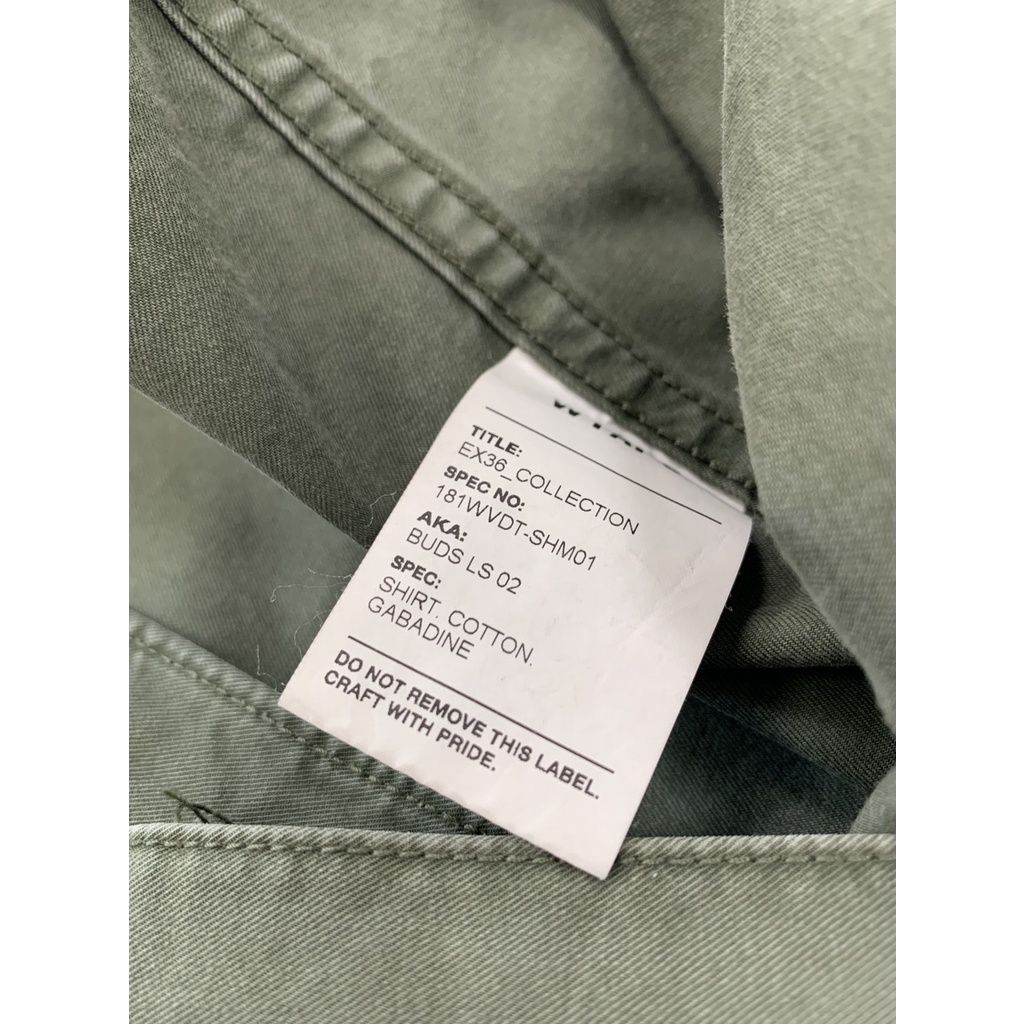 TITLE:
EX36_COLLECTION
SPEC NO:
181WVDT-SHM01
AKA:
BUDS LS 02
SPEC:
SHIRT. COTTON.
GABADINE
DO NOT REMOVE THIS LABEL.
CRAFT WITH PRIDE.